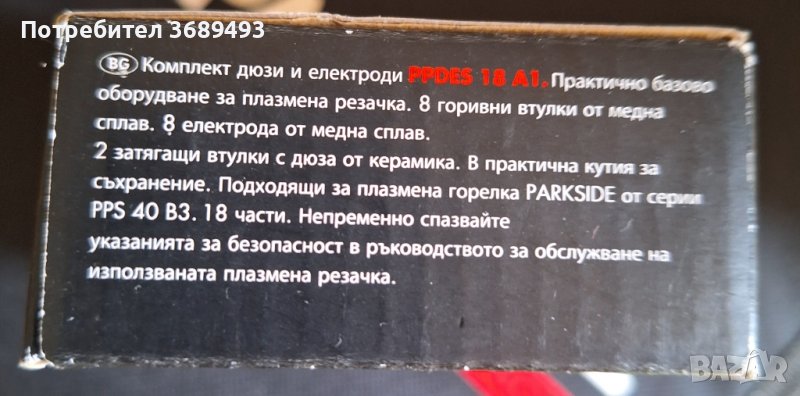 Потребител 3689493
BG Комплект дюзи и електроди PPDES 18 A1. Практично базово
оборудване за плазмена резачка. 8 горивни втулки от медна
сплав. 8 електрода от медна сплав.
2 затягащи втулки с дюза от керамика. В практична кутия за
съхранение. Подходящи за плазмена горелка PARKSIDE от серии
PPS 40 B3. 18 части. Непременно спазвайте
указанията за безопасност в ръководството за обслужване на
използваната плазмена резачка.
BAZAR